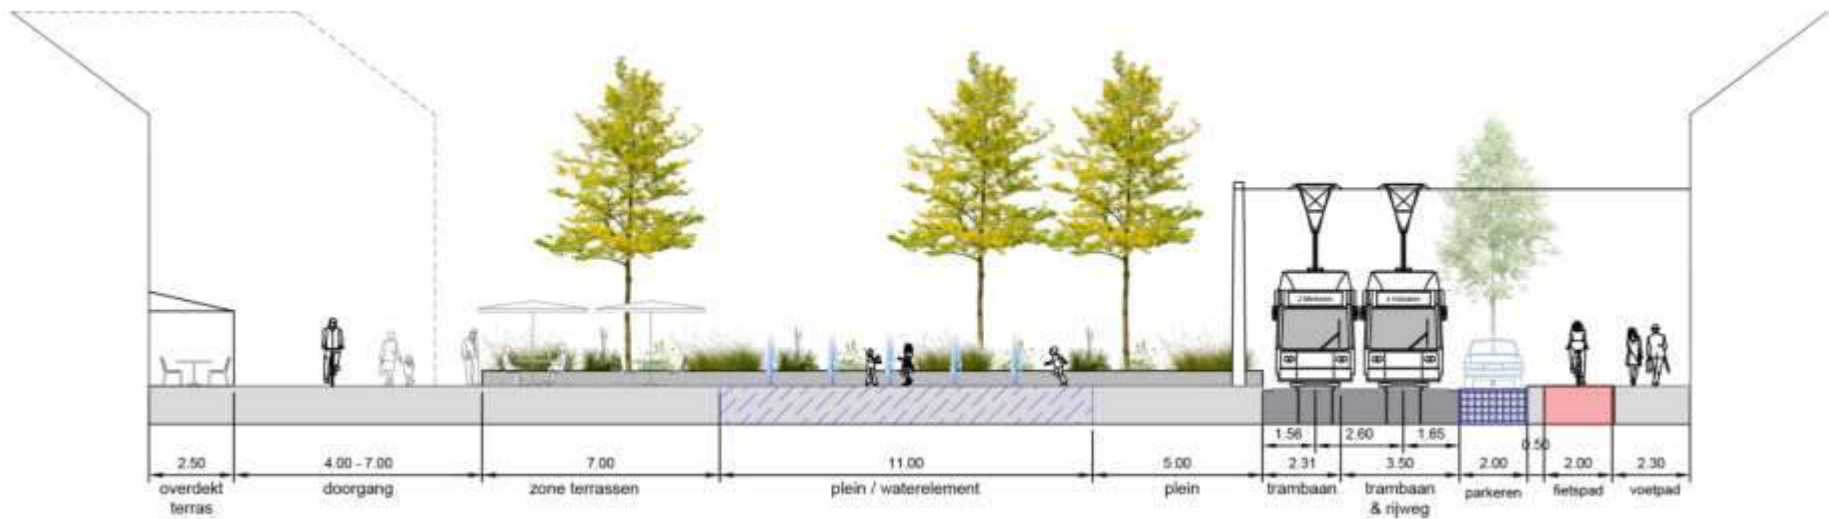 1.56 2.60 1.65
0.50
2.50 4.00 - 7.00 7.00 11.00 5.00 2.31 3.50 2.00 2.00 2.30
overdekt doorgang zone terrassen plein / waterelement plein trambaan trambaan parkeren fietspad voetpad
terras & rijweg